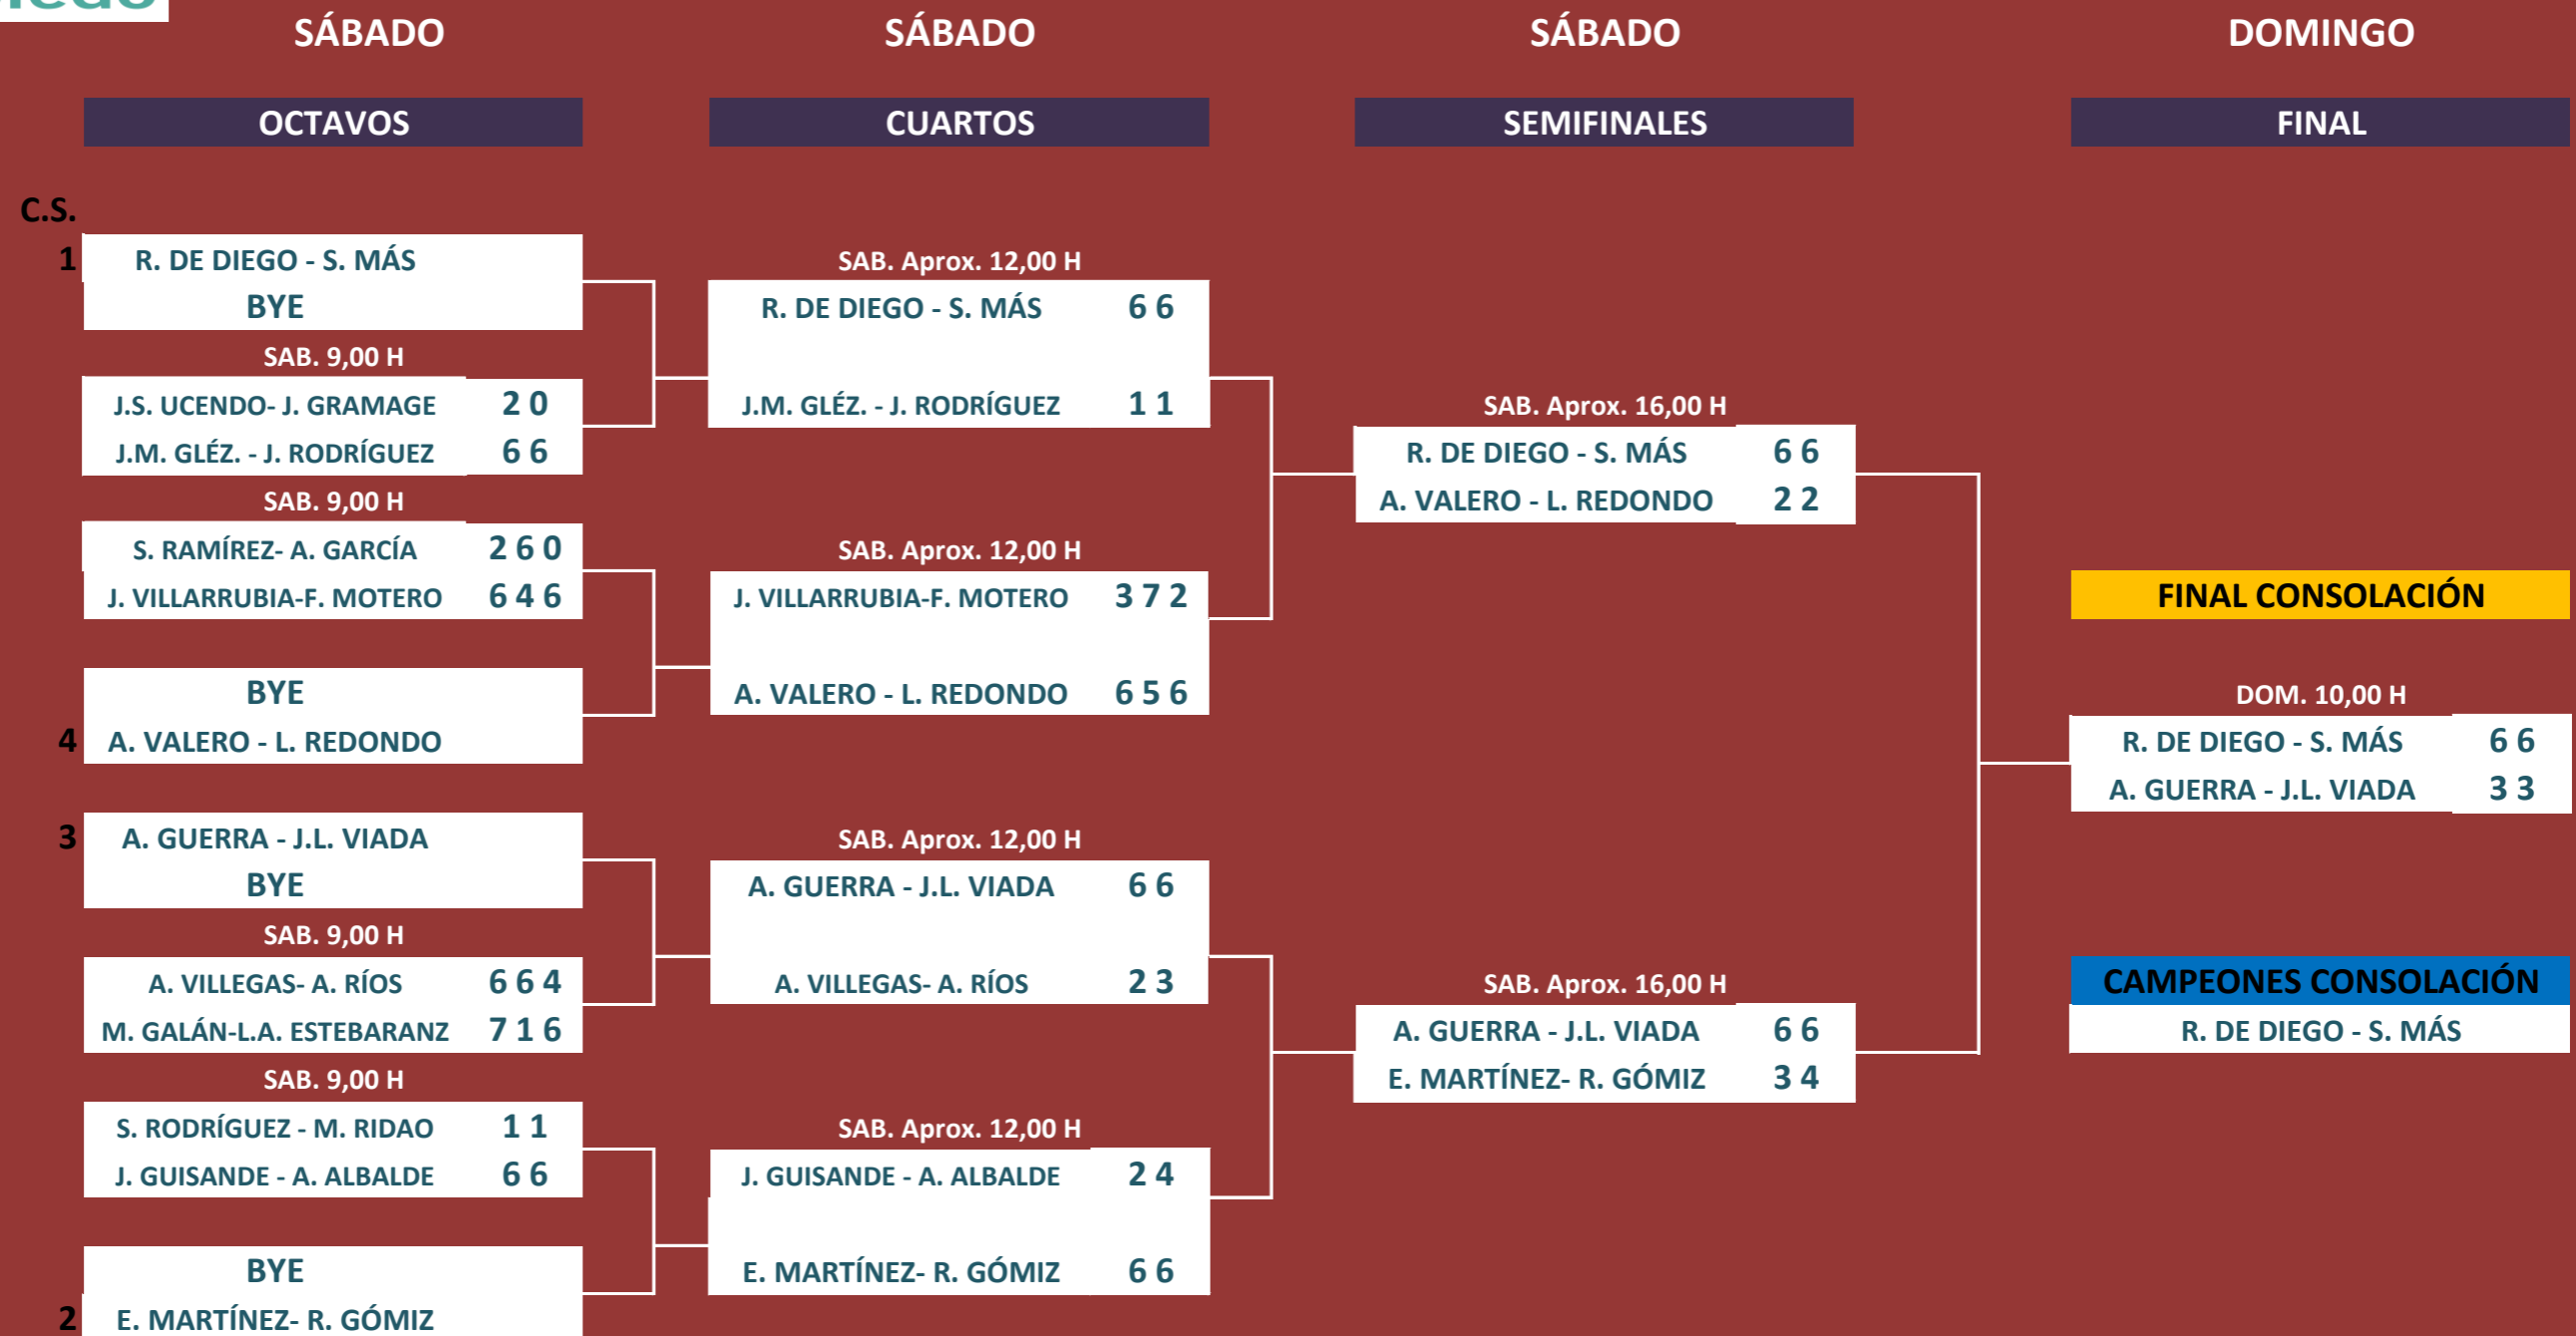 SÁBADO
SÁBADO
SÁBADO
DOMINGO
OCTAVOS
CUARTOS
SEMIFINALES
FINAL
C.S.
1 R. DE DIEGO - S. MÁS
BYE
SAB. 9,00 H
J.S. UCENDO- J. GRAMAGE 2 0
J.M. GLÉZ. - J. RODRÍGUEZ 6 6
SAB. 9,00 H
S. RAMÍREZ- A. GARCÍA 2 6 0
J. VILLARRUBIA-F. MOTERO 6 4 6
BYE
4 A. VALERO - L. REDONDO
3 A. GUERRA - J.L. VIADA
BYE
SAB. 9,00 H
A. VILLEGAS- A. RÍOS 6 6 4
M. GALÁN-L.A. ESTEBARANZ 7 1 6
SAB. 9,00 H
S. RODRÍGUEZ - M. RIDAO 1 1
J. GUISANDE - A. ALBALDE 6 6
BYE
2 E. MARTÍNEZ- R. GÓMIZ
SAB. Aprox. 12,00 H
R. DE DIEGO - S. MÁS 6 6
J.M. GLÉZ. - J. RODRÍGUEZ 1 1
SAB. Aprox. 12,00 H
J. VILLARRUBIA-F. MOTERO 3 7 2
A. VALERO - L. REDONDO 6 5 6
SAB. Aprox. 12,00 H
A. GUERRA - J.L. VIADA 6 6
A. VILLEGAS- A. RÍOS 2 3
SAB. Aprox. 12,00 H
J. GUISANDE - A. ALBALDE 2 4
E. MARTÍNEZ- R. GÓMIZ 6 6
SAB. Aprox. 16,00 H
R. DE DIEGO - S. MÁS 6 6
A. VALERO - L. REDONDO 2 2
SAB. Aprox. 16,00 H
A. GUERRA - J.L. VIADA 6 6
E. MARTÍNEZ- R. GÓMIZ 3 4
FINAL CONSOLACIÓN
DOM. 10,00 H
R. DE DIEGO - S. MÁS 6 6
A. GUERRA - J.L. VIADA 3 3
CAMPEONES CONSOLACIÓN
R. DE DIEGO - S. MÁS